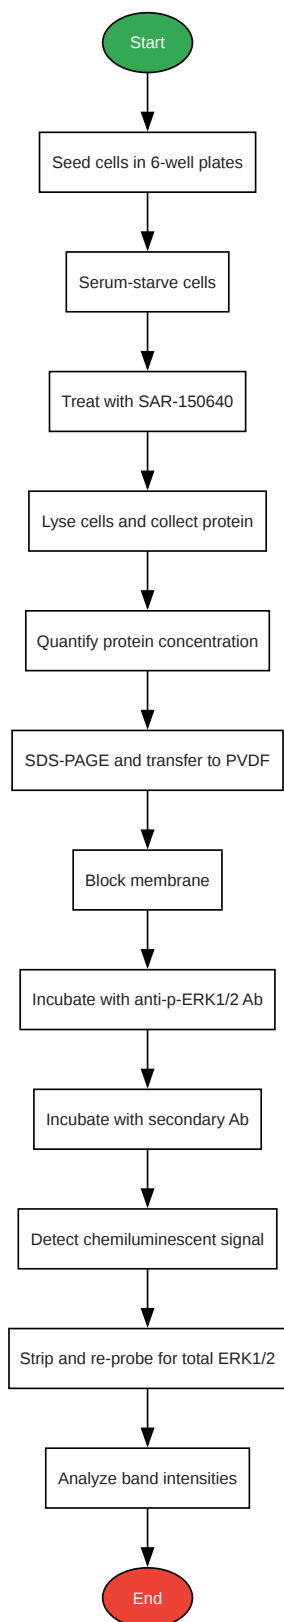 Start
Seed cells in 6-well plates
Serum-starve cells
Treat with SAR-150640
Lyse cells and collect protein
Quantify protein concentration
SDS-PAGE and transfer to PVDF
Block membrane
Incubate with anti-p-ERK1/2 Ab
Incubate with secondary Ab
Detect chemiluminescent signal
Strip and re-probe for total ERK1/2
Analyze band intensities
End